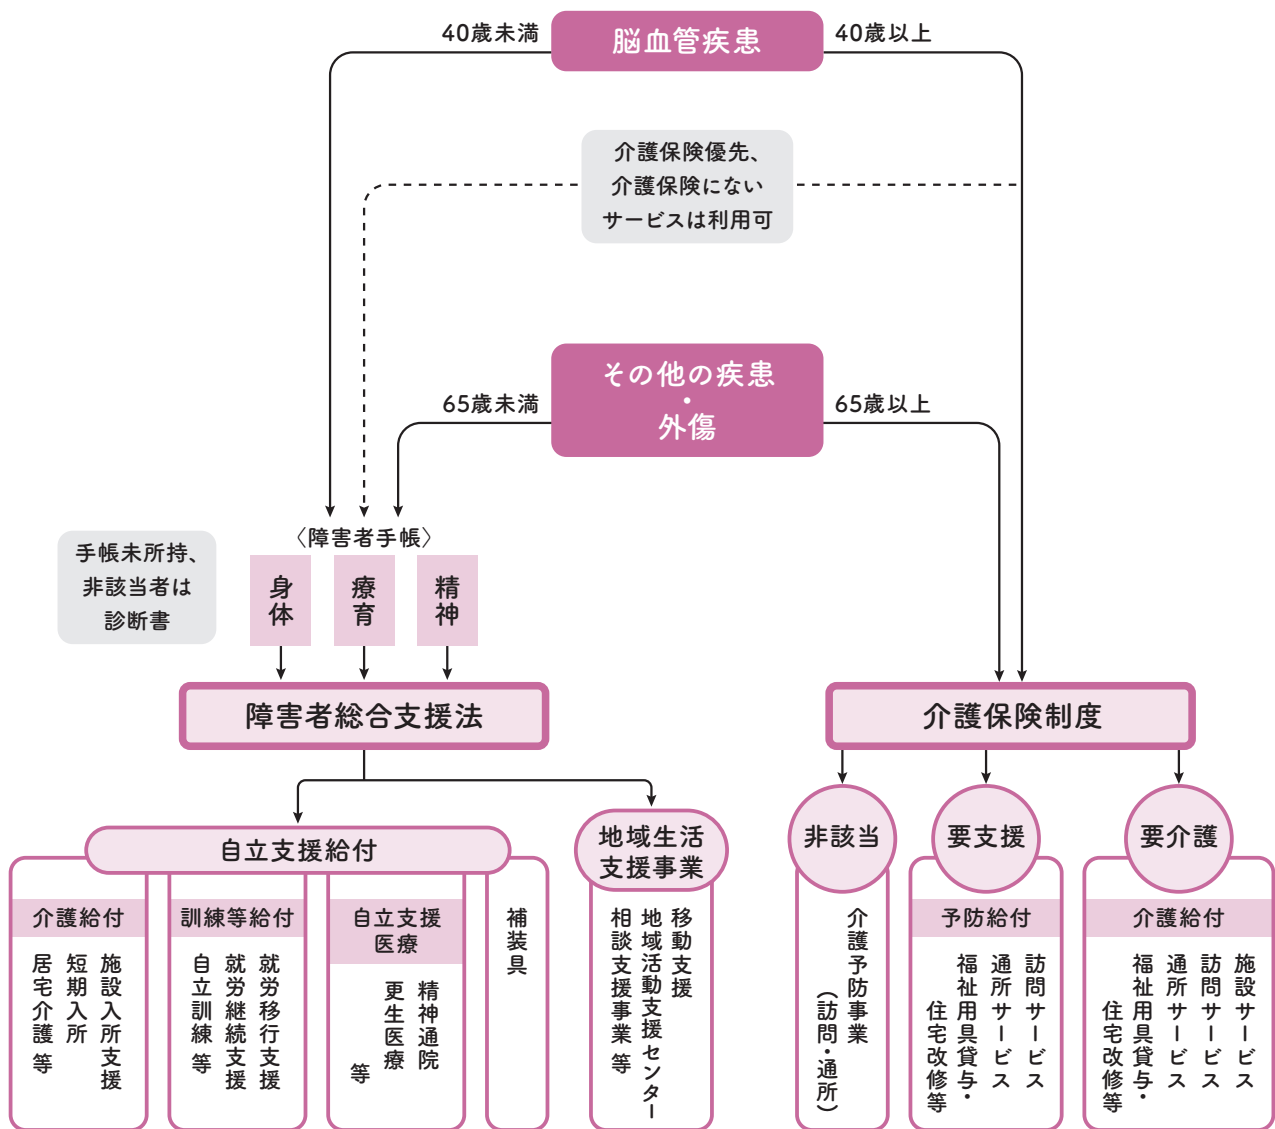 40歳未満
脳血管疾患
40歳以上
介護保険優先、
介護保険にない
サービスは利用可
その他の疾患
・
外傷
65歳未満
65歳以上
〈障害者手帳〉
手帳未所持、
非該当者は
診断書
身体
療育
精神
障害者総合支援法
介護保険制度
自立支援給付
地域生活
支援事業
非該当
要支援
要介護
介護給付
施設入所支援
短期入所
居宅介護 等
訓練等給付
就労移行支援
就労継続支援
自立訓練 等
自立支援
医療
精神通院
更生医療
等
補装具
移動支援
地域活動支援センター
相談支援事業 等
介護予防事業
（訪問・通所）
予防給付
訪問サービス
通所サービス
福祉用具貸与・
住宅改修等
介護給付
施設サービス
訪問サービス
通所サービス
福祉用具貸与・
住宅改修等